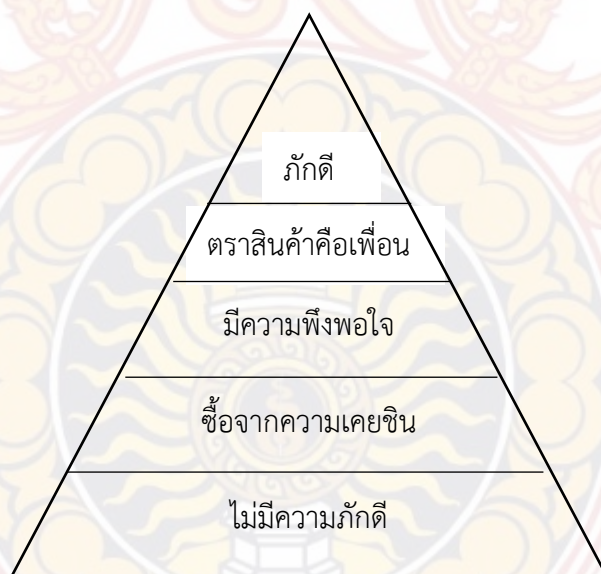 ภักดี
ตราสินค้าคือเพื่อน
มีความพึงพอใจ
ซื้อจากความเคยชิน
ไม่มีความภักดี